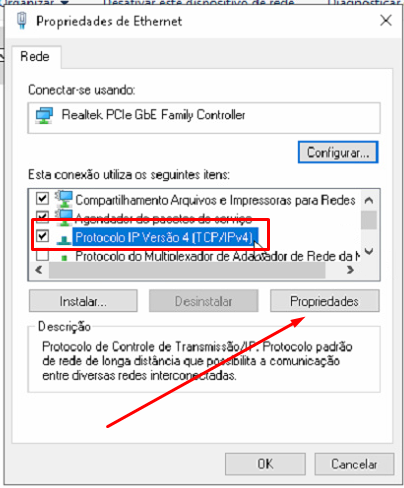 Organizar
Desativar este dispositivo de rede
Diagnosticar
Propriedades de Ethernet
Rede
Conectar-se usando:
Realtek PCIe GbE Family Controller
Configurar...
Esta conexão utiliza os seguintes itens:
Compartilhamento Arquivos e Impressoras para Redes
Agendador de pacotes de serviço
Protocolo IP Versão 4 (TCP/IPv4)
Protocolo do Multiplexador de Adaptador de Rede da M
Instalar...
Desinstalar
Propriedades
Descrição
Protocolo de Controle de Transmissão/IP. Protocolo padrão
de rede de longa distância que possibilita a comunicação
entre diversas redes interconectadas.
OK
Cancelar